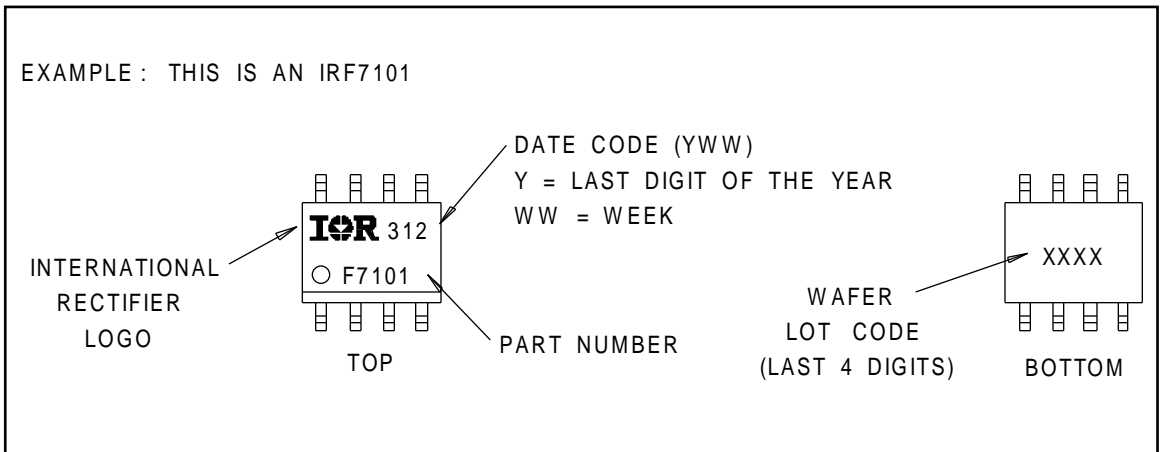 EXAMPLE : THIS IS AN IRF7101
DATE CODE (YWW)
Y = LAST DIGIT OF THE YEAR
WW = WEEK
INTERNATIONAL
RECTIFIER
LOGO
IOR 312
F7101
TOP
PART NUMBER
WAFER
LOT CODE
(LAST 4 DIGITS)
XXXX
BOTTOM